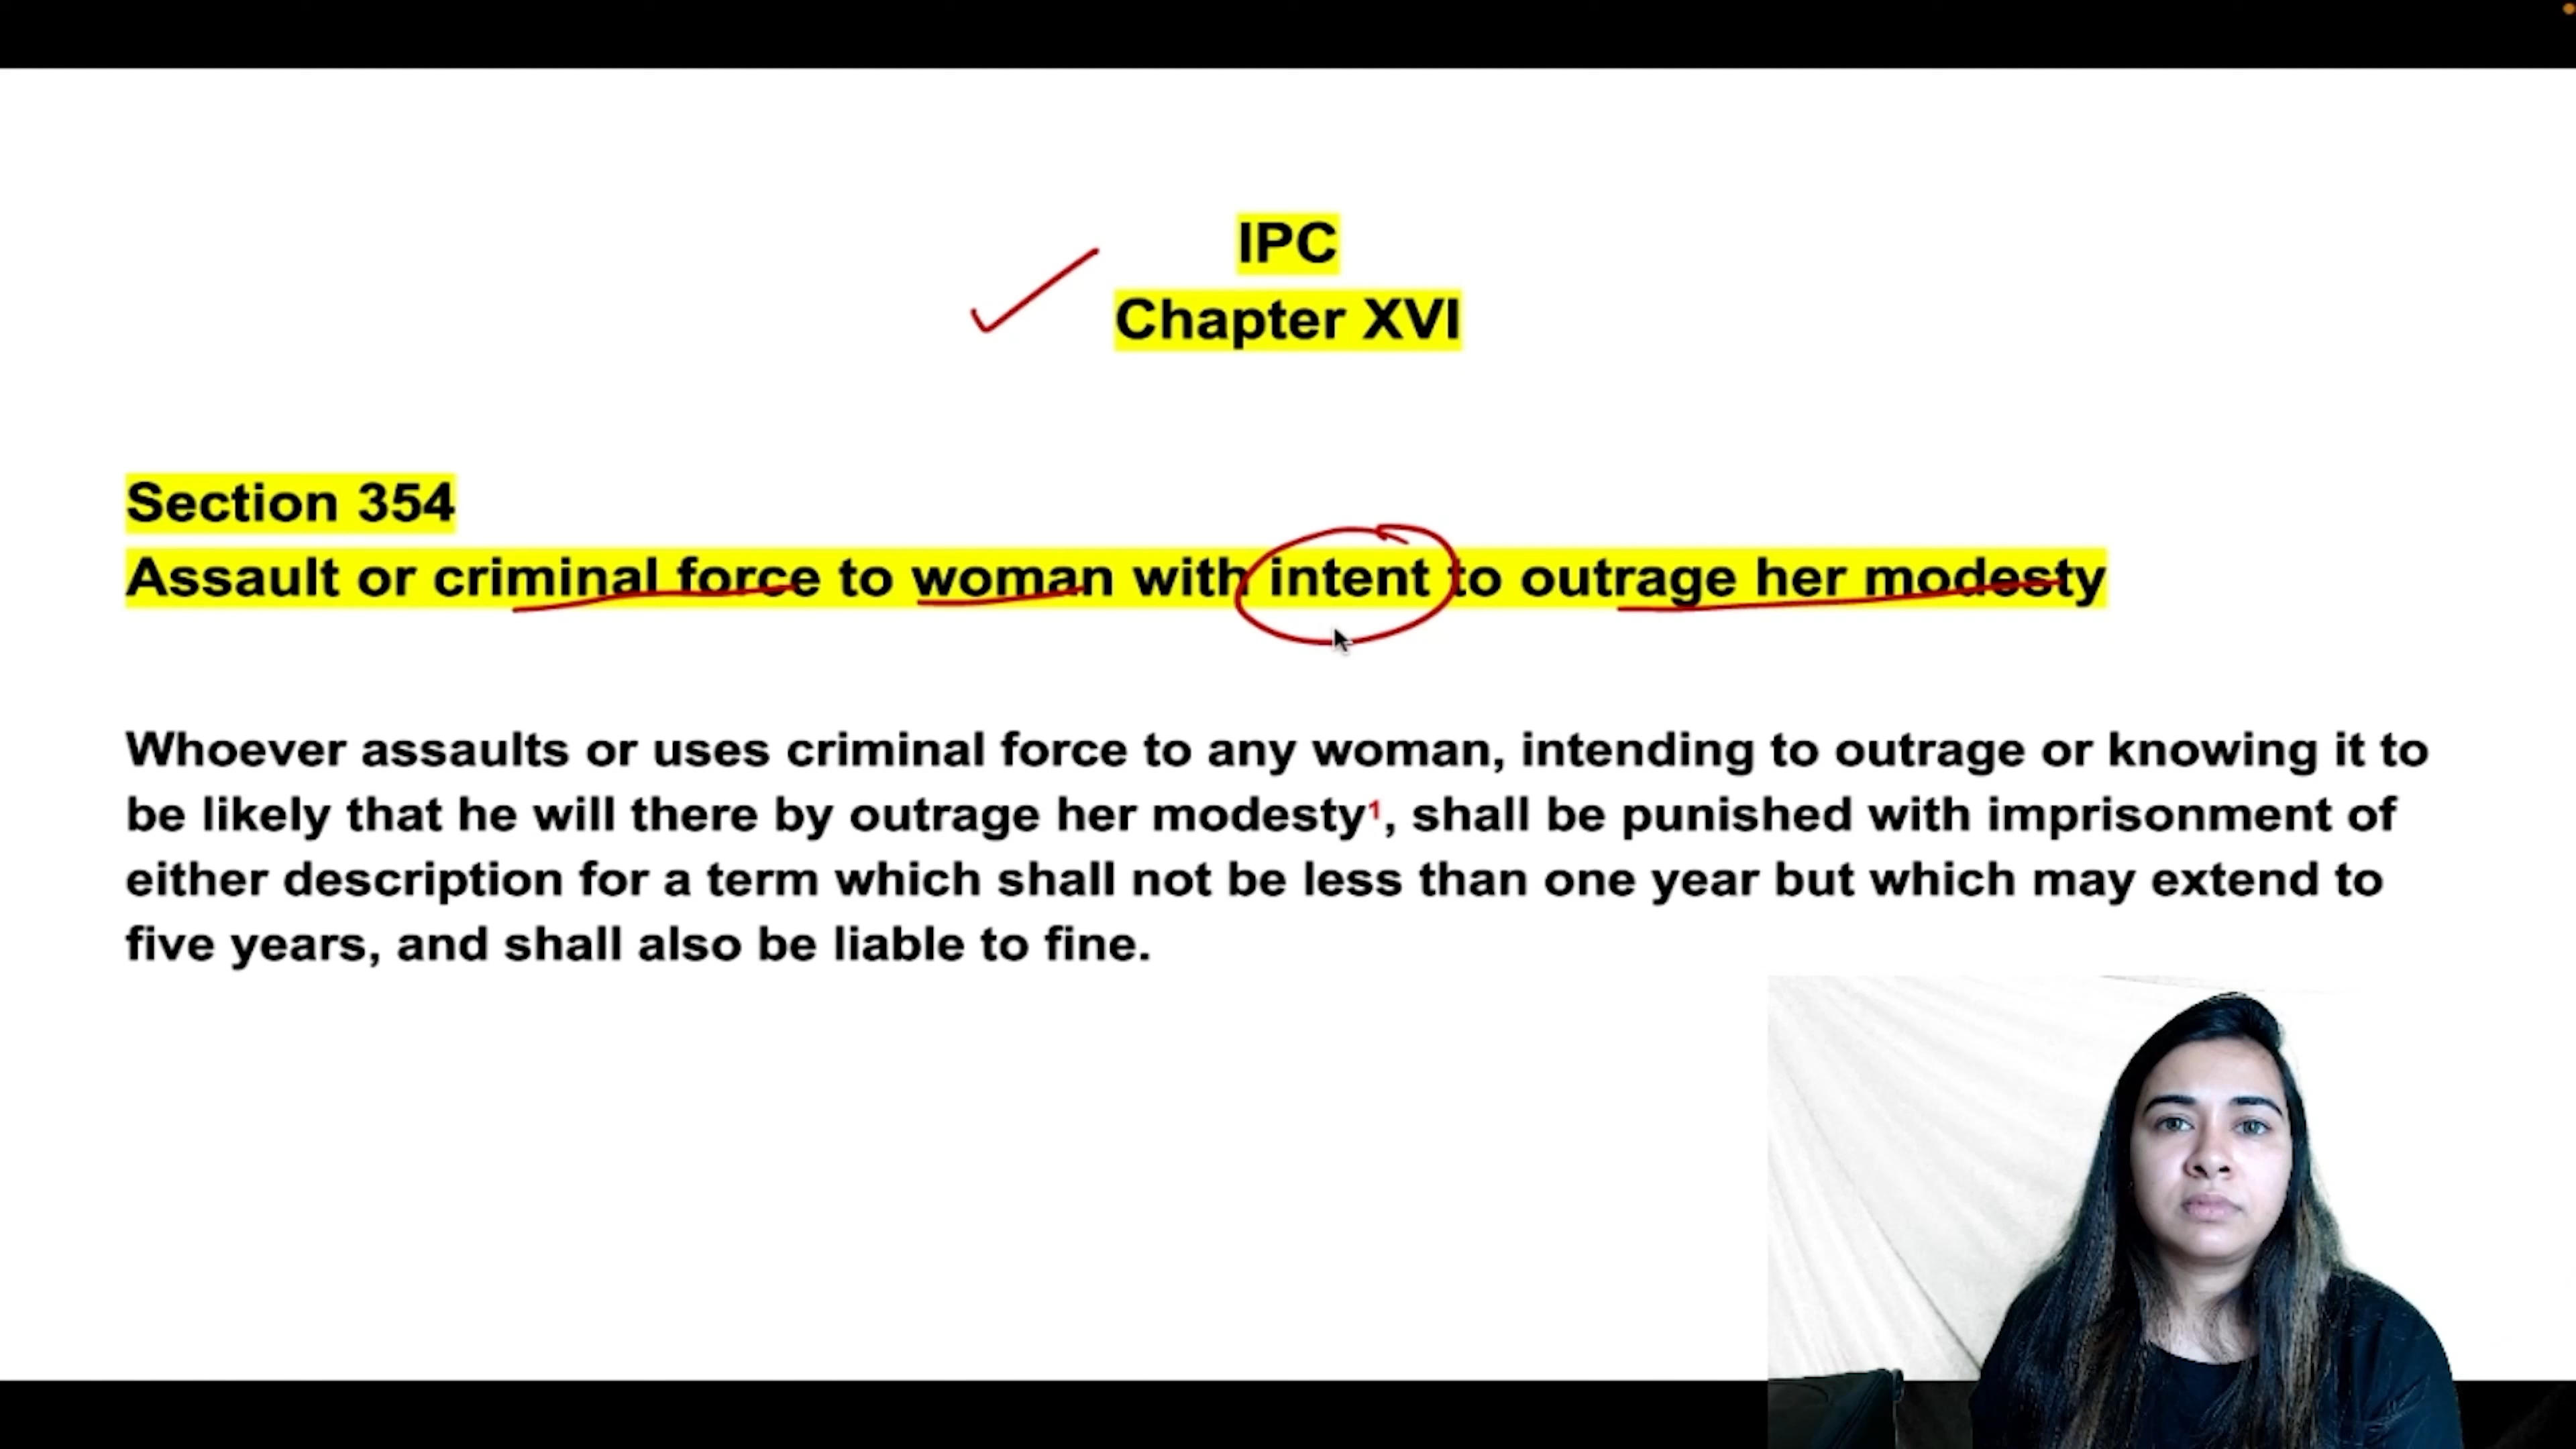 IPC
Chapter XVI
Section 354
Assault or criminal force to woman with intent to outrage her modesty
Whoever assaults or uses criminal force to any woman, intending to outrage or knowing it to
be likely that he will there by outrage her modesty¹, shall be punished with imprisonment of
either description for a term which shall not be less than one year but which may extend to
five years, and shall also be liable to fine.